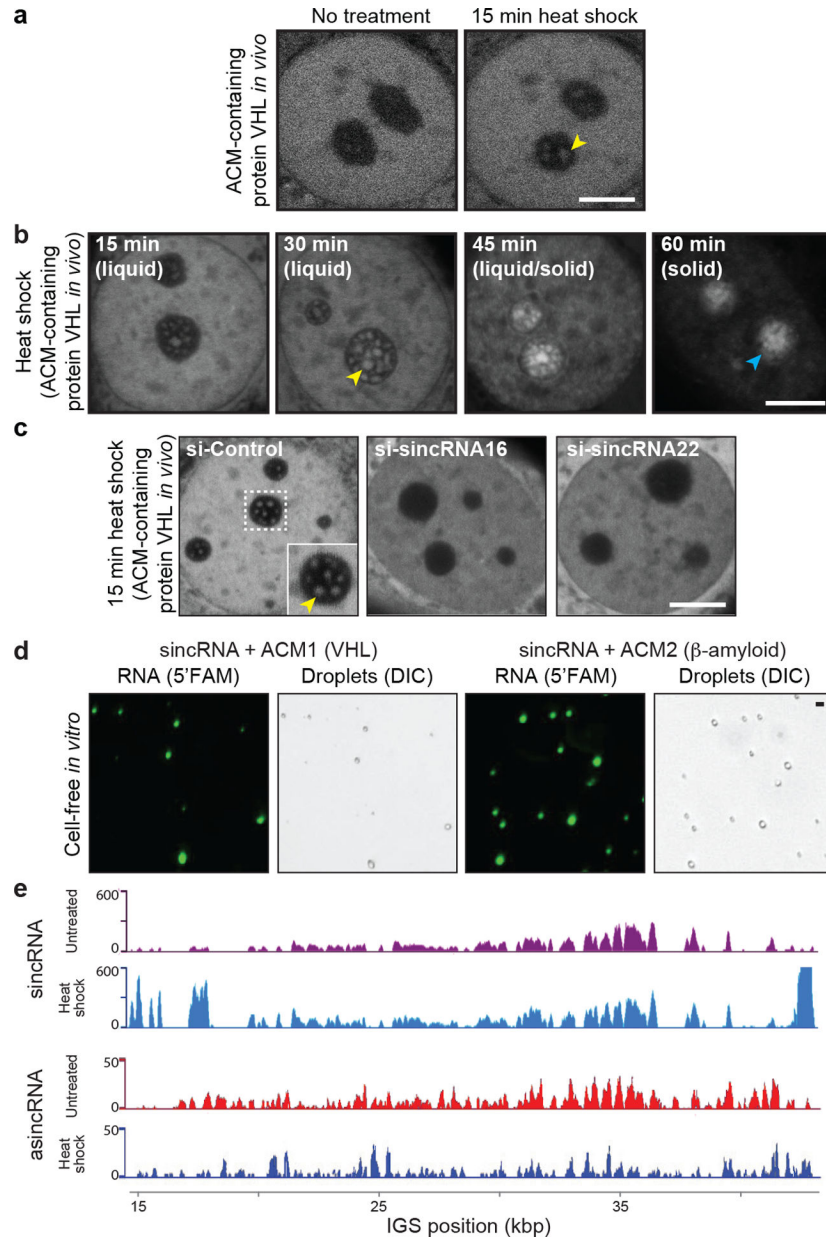 a
No treatment
15 min heat shock
ACM-containing
protein VHL in vivo
b
Heat shock
(ACM-containing
protein VHL in vivo)
15 min
(liquid)
30 min
(liquid)
45 min
(liquid/solid)
60 min
(solid)
c
15 min heat shock
(ACM-containing
protein VHL in vivo)
si-Control
si-sincRNA16
si-sincRNA22
d
sincRNA + ACM1 (VHL)
sincRNA + ACM2 (β-amyloid)
RNA (5'FAM)
Droplets (DIC)
RNA (5'FAM)
Droplets (DIC)
Cell-free in vitro
e
sincRNA
Untreated
600
0
Heat
shock
600
0
asincRNA
Untreated
50
0
Heat
shock
50
0
15
25
35
IGS position (kbp)